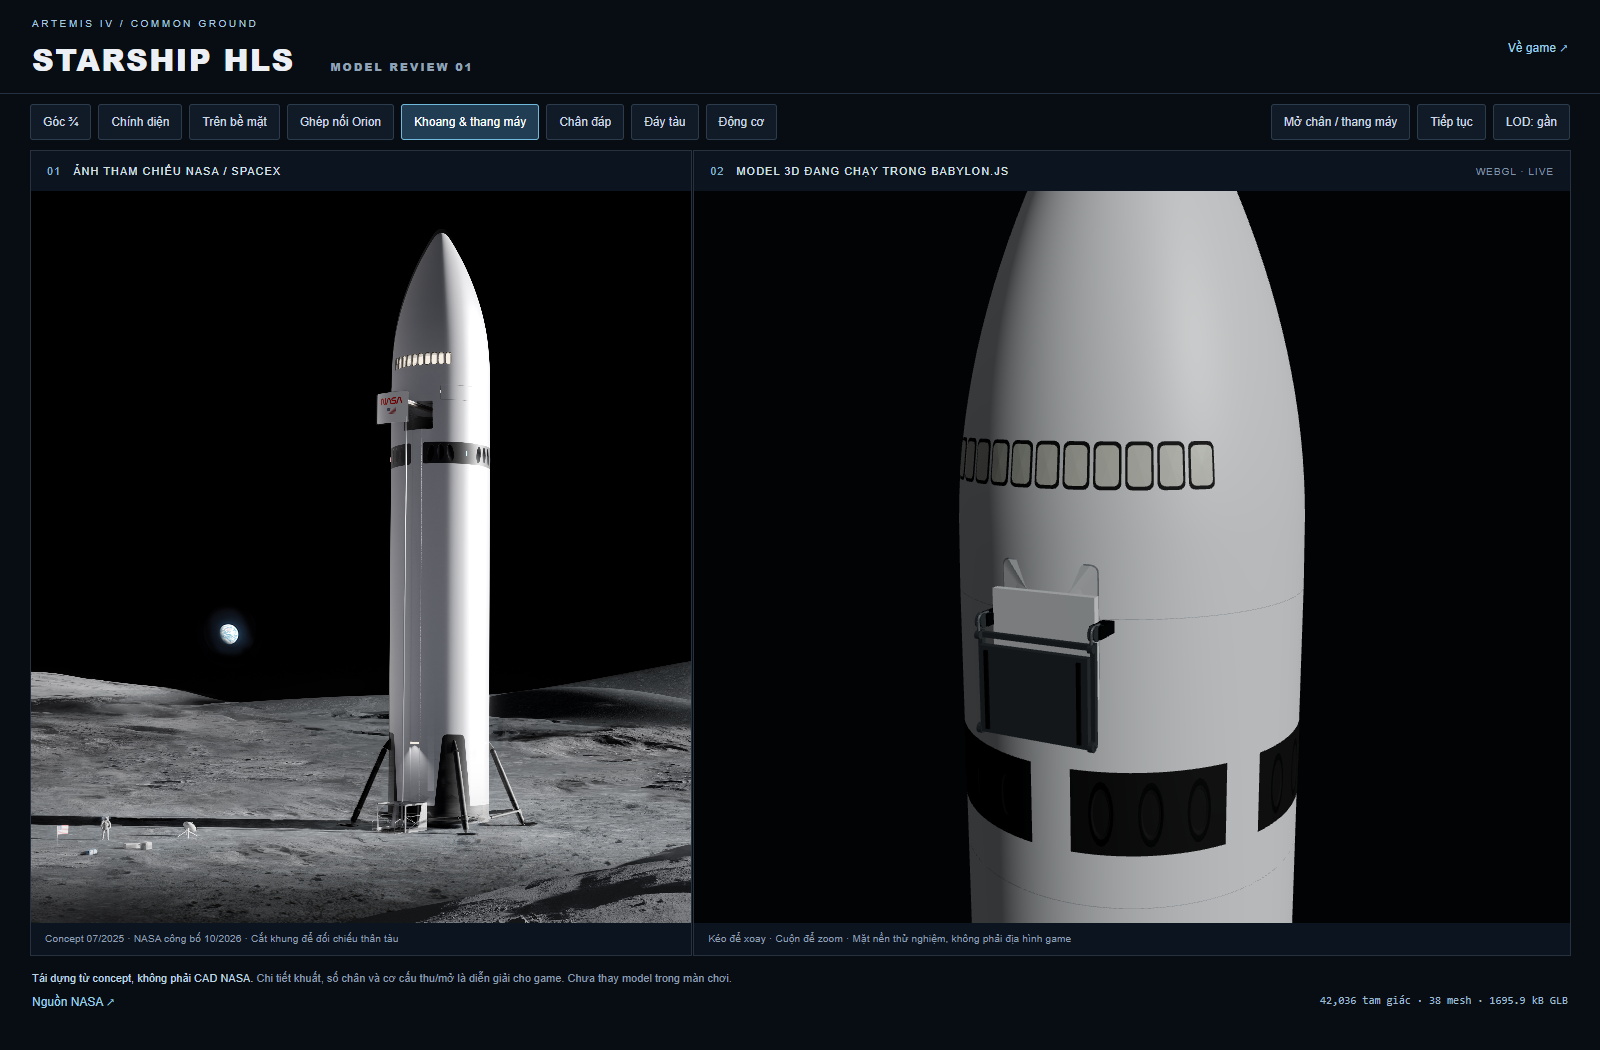 ARTEMIS IV / COMMON GROUND
STARSHIP HLS
MODEL REVIEW 01
Về game ↗
Góc ¾
Chính diện
Trên bề mặt
Ghép nối Orion
Khoang & thang máy
Chân đáp
Đáy tàu
Động cơ
Mở chân / thang máy
Tiếp tục
LOD: gần
01 ẢNH THAM CHIẾU NASA / SPACEX
02 MODEL 3D ĐANG CHẠY TRONG BABYLON.JS
WEBGL · LIVE
NASA
Concept 07/2025 · NASA công bố 10/2026 · Cắt khung để đối chiếu thân tàu
Kéo để xoay · Cuộn để zoom · Mặt nền thử nghiệm, không phải địa hình game
Tái dựng từ concept, không phải CAD NASA. Chi tiết khuất, số chân và cơ cấu thu/mở là diễn giải cho game. Chưa thay model trong màn chơi.
Nguồn NASA ↗
42,036 tam giác · 38 mesh · 1695.9 kB GLB